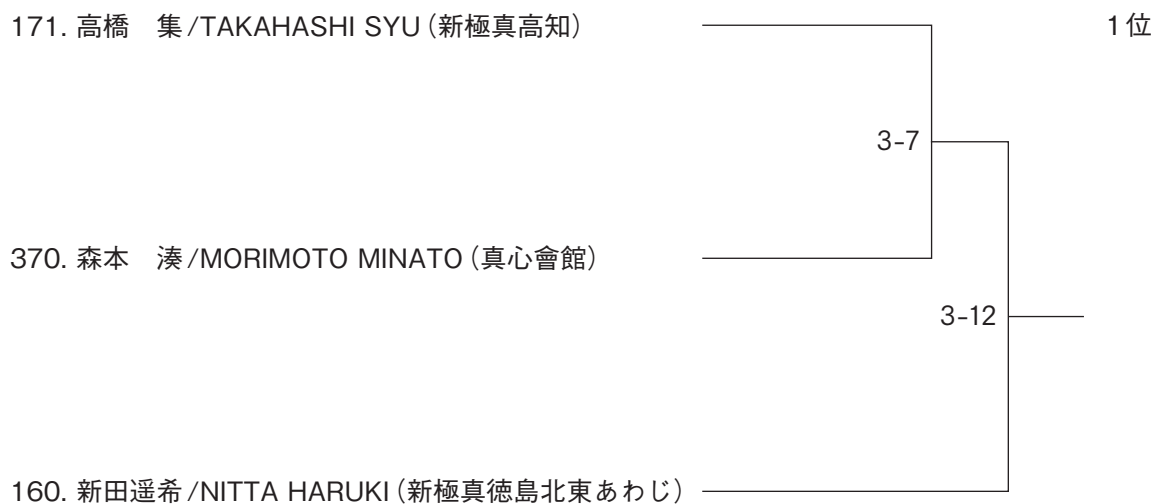 171. 高橋　集/TAKAHASHI SYU（新極真高知）
1位
3-7
370. 森本　湊/MORIMOTO MINATO（真心會館）
3-12
160. 新田遥希/NITTA HARUKI（新極真徳島北東あわじ）